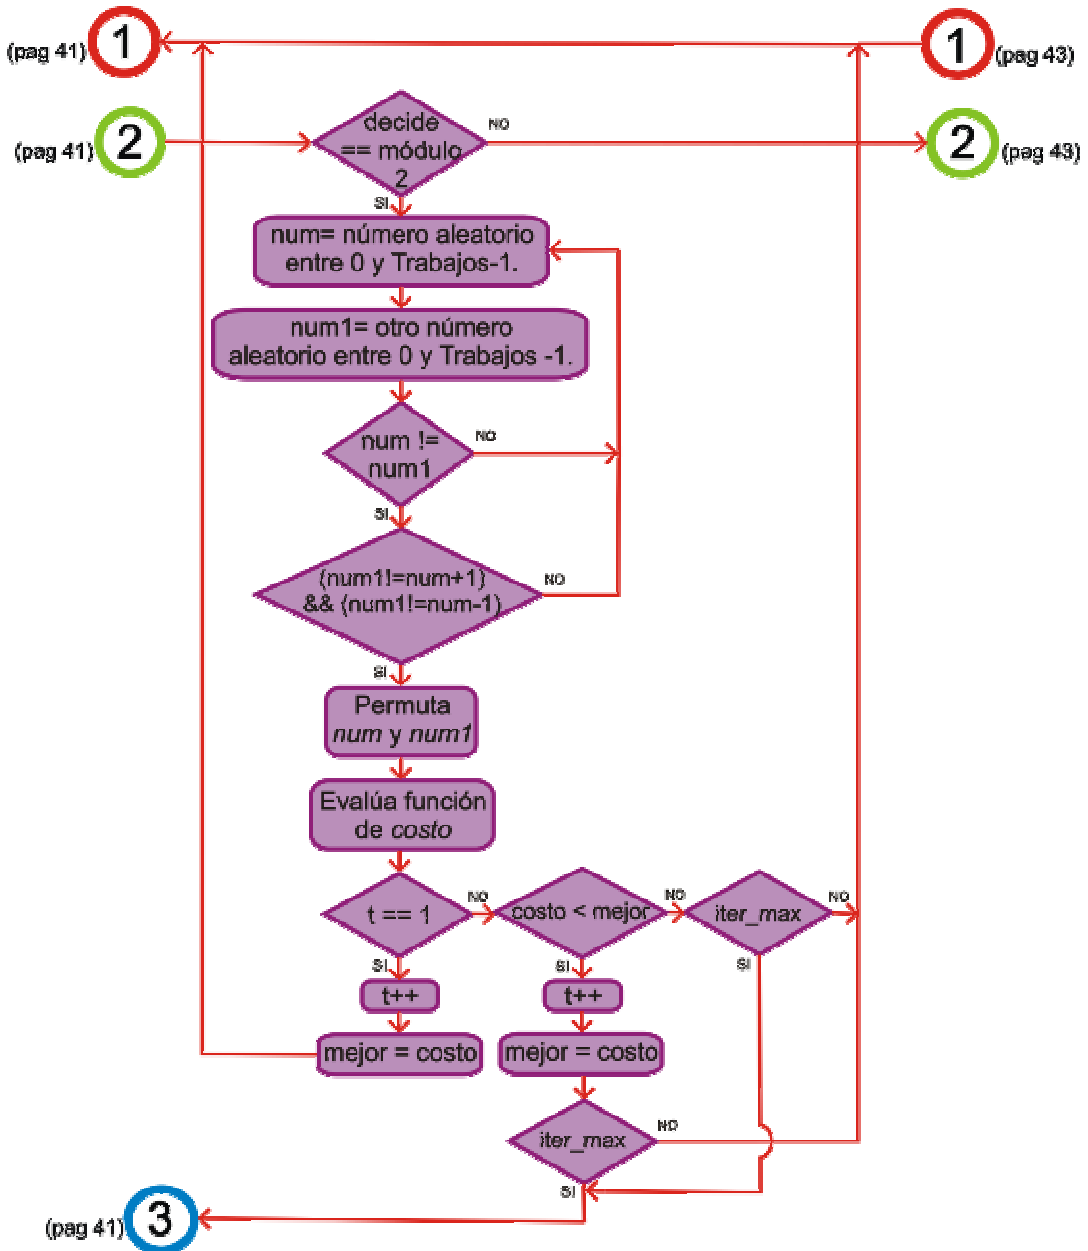 (pag 41)
1
1
(pag 43)
(pag 41)
2
decide
== módulo
2
NO
2
(pag 43)
SI
num= número aleatorio
entre 0 y Trabajos-1.
num1= otro número
aleatorio entre 0 y Trabajos -1.
num !=
num1
NO
SI
(num1!=num+1)
&& (num1!=num-1)
NO
SI
Permuta
num y num1
Evalúa función
de costo
t == 1
NO
costo < mejor
NO
iter_max
NO
SI
SI
SI
t++
t++
mejor = costo
mejor = costo
iter_max
NO
SI
(pag 41)
3